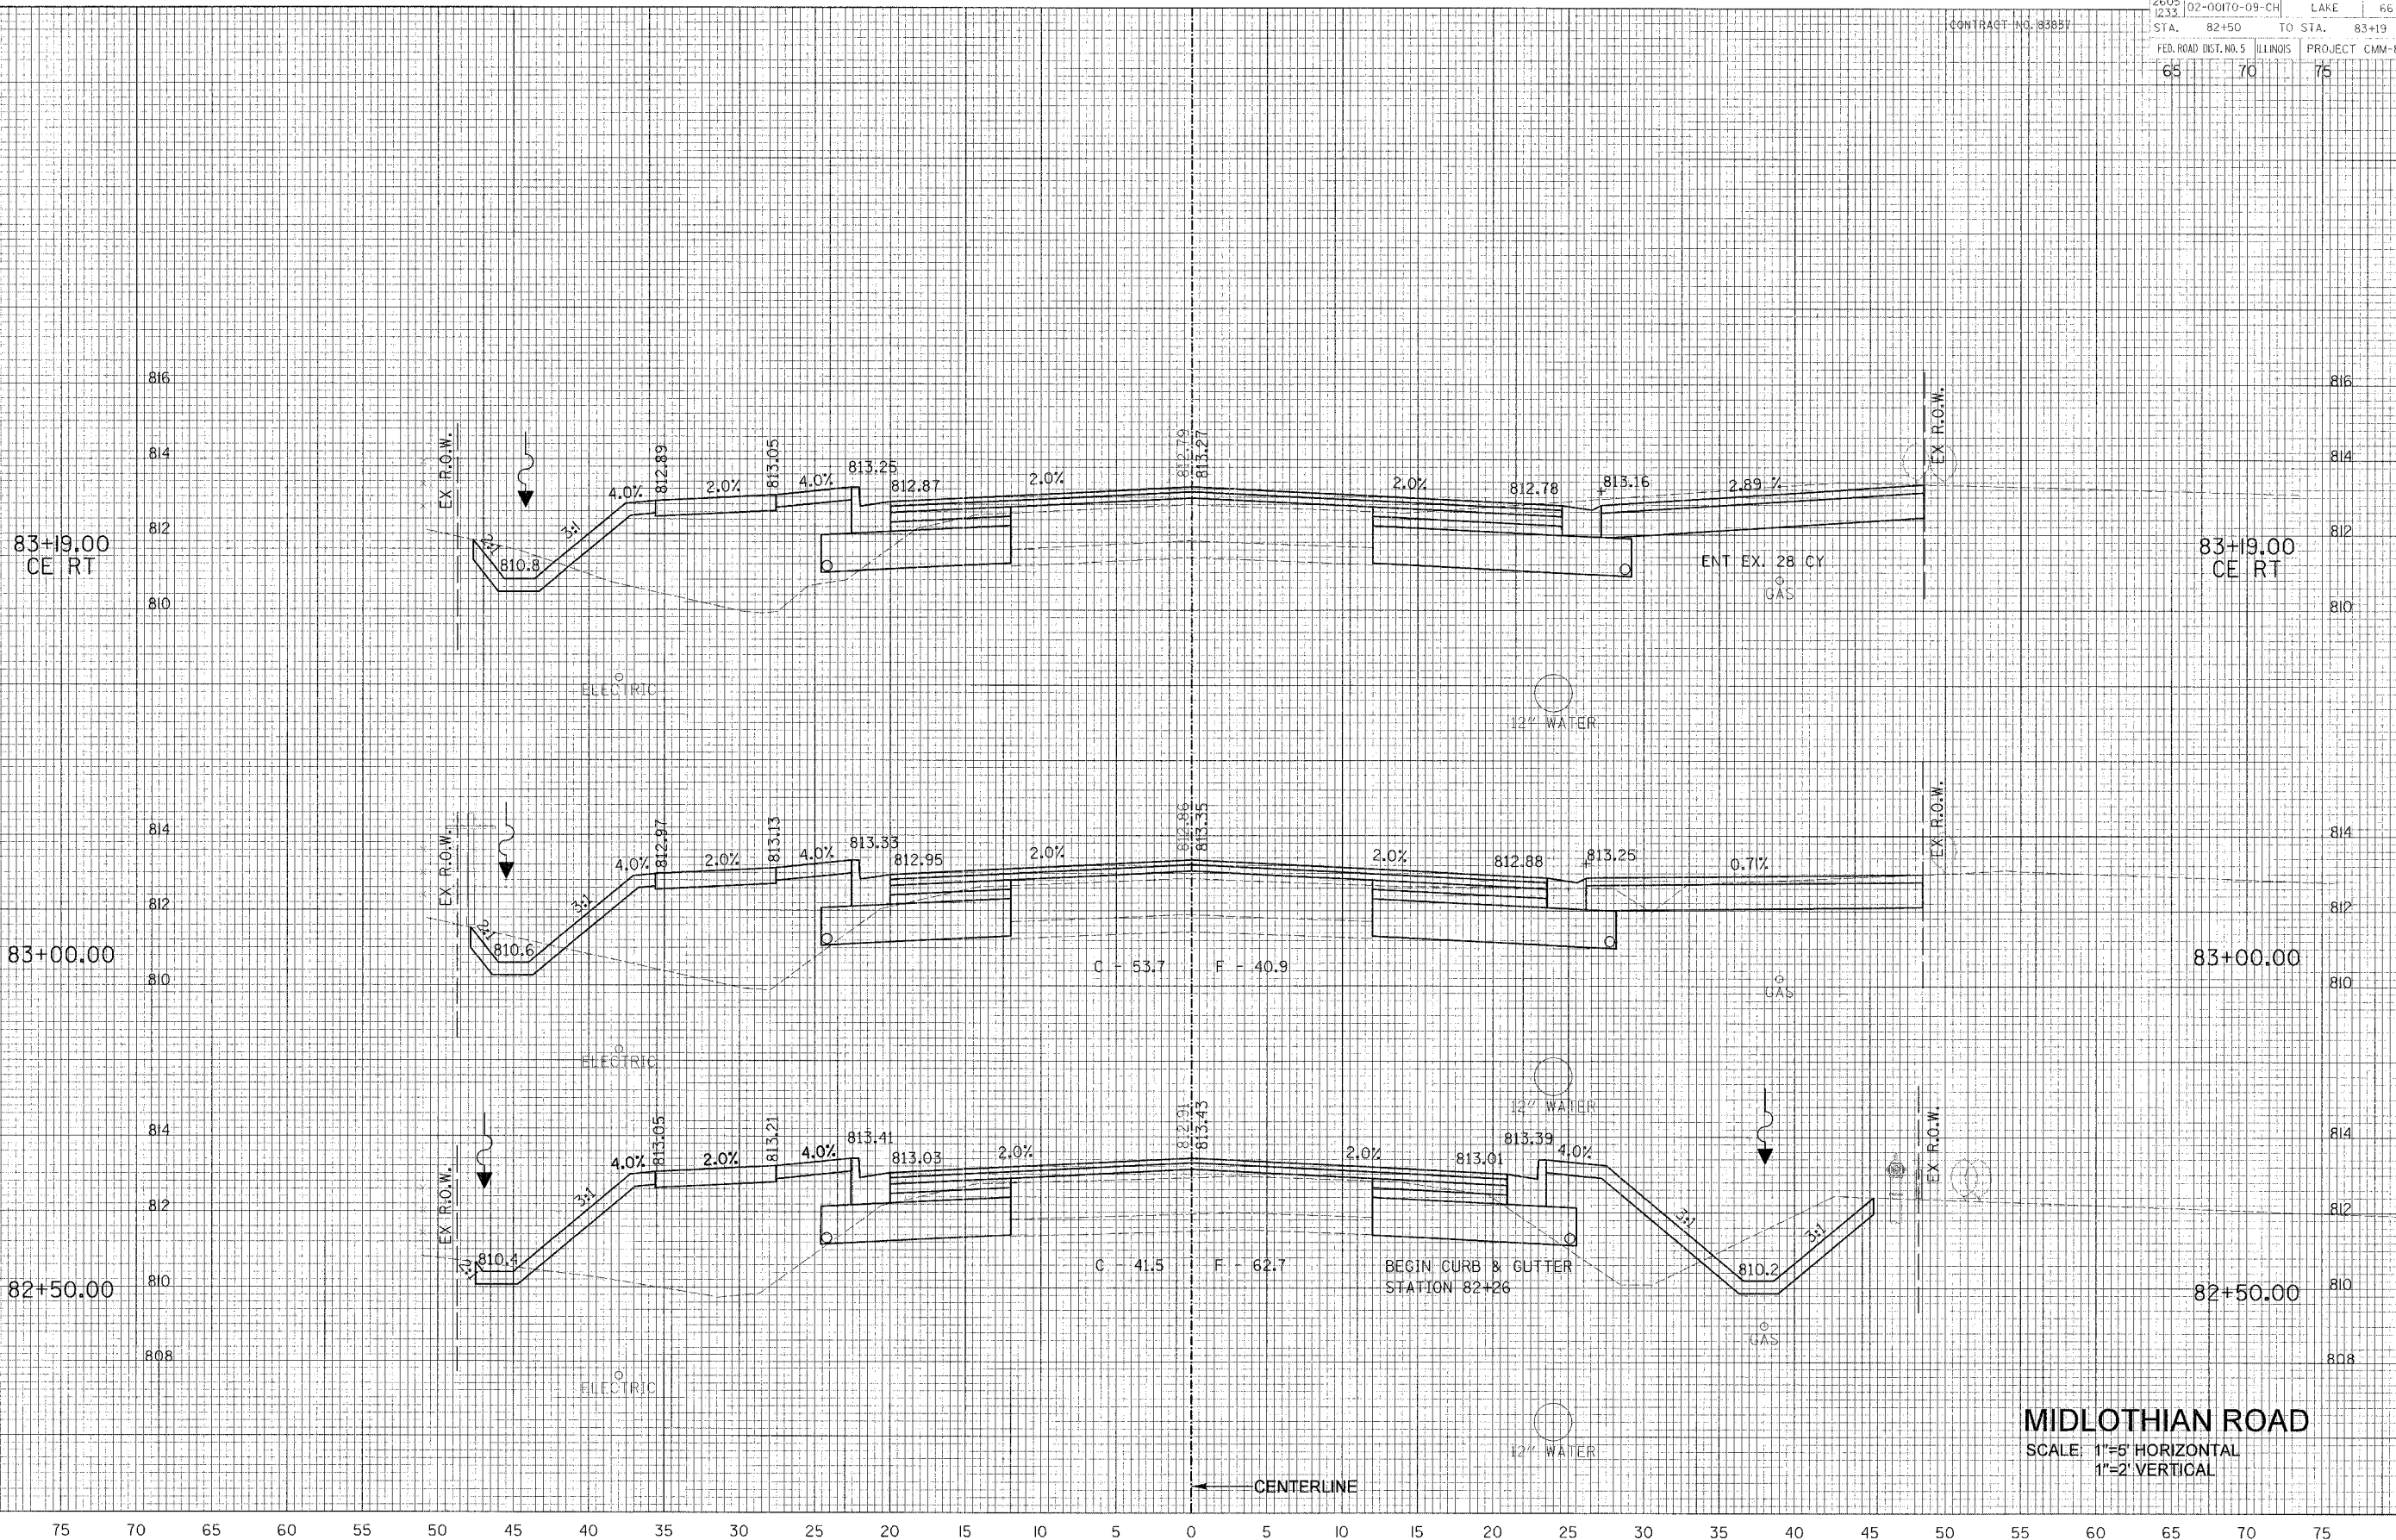 2605
1233 02-00170-09-CH LAKE 66
CONTRACT NO. 83837
STA. 82+50 TO STA. 83+19
FED. ROAD DIST. NO. 5 ILLINOIS PROJECT CMM-
65 70 75
816 816
814 814
812 812
810 810
83+19.00
CE RT
EX R.O.W.
2:1
810.8
3:1
4.0%
812.89
2.0%
813.05
4.0%
813.25
812.87
2.0%
812.79
813.27
2.0%
812.78
813.16
2.89 %
EX R.O.W.
ENT EX. 28 CY
GAS
83+19.00
CE RT
ELECTRIC
12" WATER
814 814
812 812
810 810
83+00.00
EX R.O.W.
2:1
810.6
3:1
4.0%
812.97
2.0%
813.13
4.0%
813.33
812.95
2.0%
812.86
813.35
2.0%
812.88
813.25
0.71%
EX R.O.W.
C - 53.7 F - 40.9
GAS
83+00.00
ELECTRIC
12" WATER
814 814
812 812
810 810
808 808
82+50.00
EX R.O.W.
2:1
810.4
3:1
4.0%
813.05
2.0%
813.21
4.0%
813.41
813.03
2.0%
812.91
813.43
2.0%
813.01
813.39
4.0%
3:1
810.2
3:1
EX R.O.W.
C - 41.5 F - 62.7
BEGIN CURB & GUTTER
STATION 82+26
GAS
82+50.00
ELECTRIC
12" WATER
MIDLOTHIAN ROAD
SCALE: 1"=5' HORIZONTAL
1"=2' VERTICAL
CENTERLINE
75 70 65 60 55 50 45 40 35 30 25 20 15 10 5 0 5 10 15 20 25 30 35 40 45 50 55 60 65 70 75